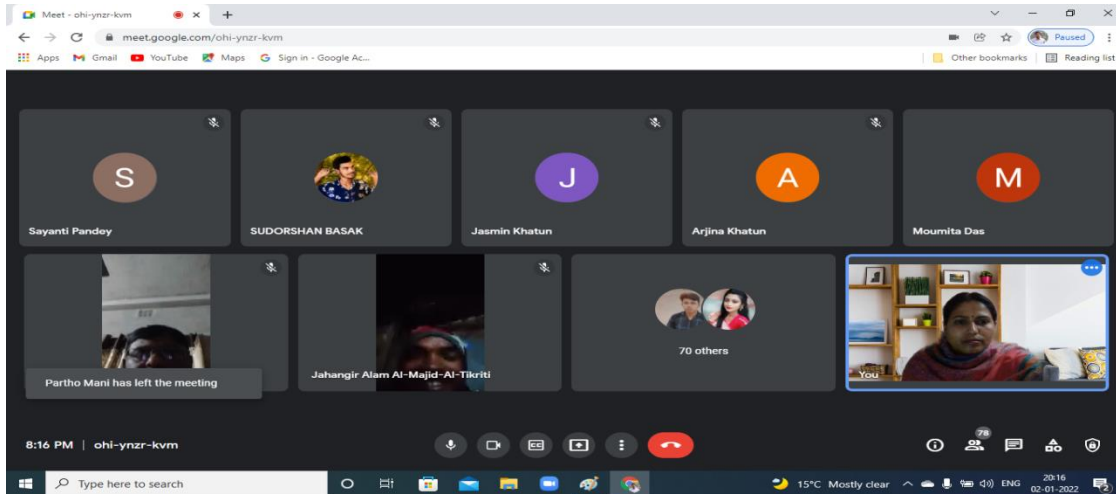 Meet - ohi-ynzr-kvm
meet.google.com/ohi-ynzr-kvm
Paused
Apps Gmail YouTube Maps Sign in - Google Ac...
Other bookmarks Reading list
S
J
A
M
Sayanti Pandey
SUDORSHAN BASAK
Jasmin Khatun
Arjina Khatun
Moumita Das
70 others
You
Jahangir Alam Al-Majid-Al-Tikriti
Partho Mani has left the meeting
8:16 PM | ohi-ynzr-kvm
CC
78
Type here to search
15°C Mostly clear
ENG
20:16
02-01-2022
2